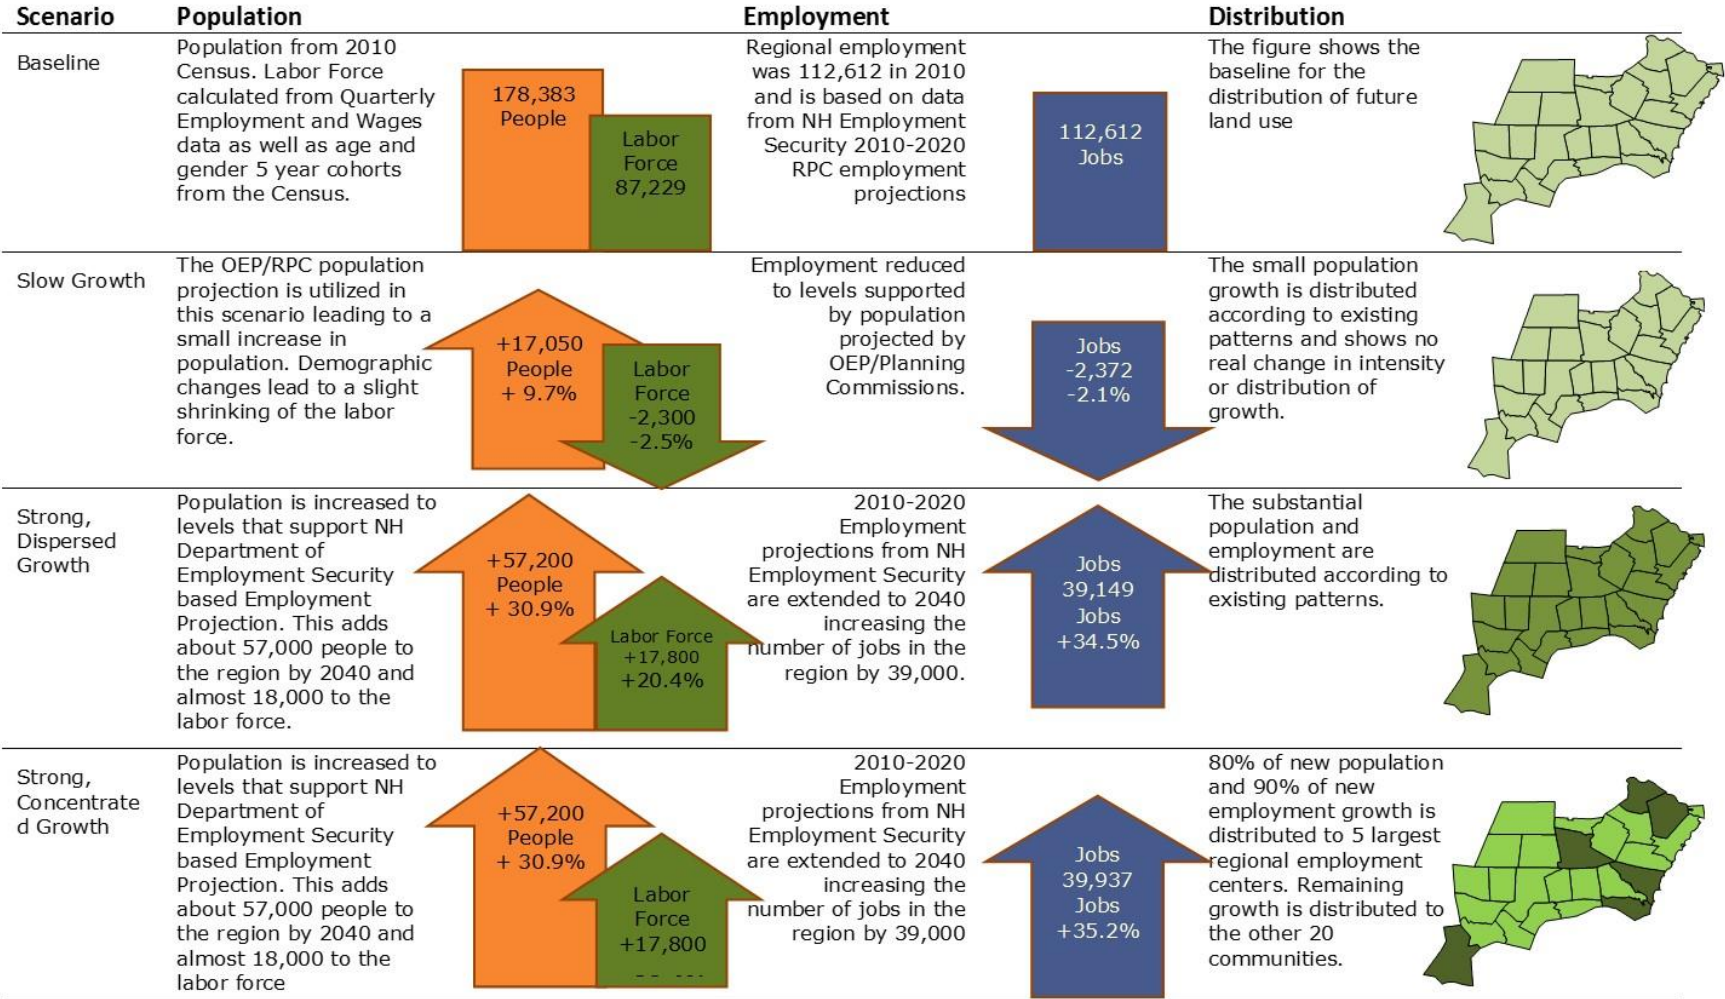 Scenario
Population
Employment
Distribution
Baseline
Population from 2010
Census. Labor Force
calculated from Quarterly
Employment and Wages
data as well as age and
gender 5 year cohorts
from the Census.
178,383
People
Labor
Force
87,229
Regional employment
was 112,612 in 2010
and is based on data
from NH Employment
Security 2010-2020
RPC employment
projections
112,612
Jobs
The figure shows the
baseline for the
distribution of future
land use
Slow Growth
The OEP/RPC population
projection is utilized in
this scenario leading to a
small increase in
population. Demographic
changes lead to a slight
shrinking of the labor
force.
+17,050
People
+ 9.7%
Labor
Force
-2,300
-2.5%
Employment reduced
to levels supported
by population
projected by
OEP/Planning
Commissions.
Jobs
-2,372
-2.1%
The small population
growth is distributed
according to existing
patterns and shows no
real change in intensity
or distribution of
growth.
Strong,
Dispersed
Growth
Population is increased to
levels that support NH
Department of
Employment Security
based Employment
Projection. This adds
about 57,000 people to
the region by 2040 and
almost 18,000 to the
labor force.
+57,200
People
+ 30.9%
Labor Force
+17,800
+20.4%
2010-2020
Employment
projections from NH
Employment Security
are extended to 2040
increasing the
number of jobs in the
region by 39,000.
Jobs
39,149
Jobs
+34.5%
The substantial
population and
employment are
distributed according to
existing patterns.
Strong,
Concentrate
d Growth
Population is increased to
levels that support NH
Department of
Employment Security
based Employment
Projection. This adds
about 57,000 people to
the region by 2040 and
almost 18,000 to the
labor force
+57,200
People
+ 30.9%
Labor
Force
+17,800
2010-2020
Employment
projections from NH
Employment Security
are extended to 2040
increasing the
number of jobs in the
region by 39,000
Jobs
39,937
Jobs
+35.2%
80% of new population
and 90% of new
employment growth is
distributed to 5 largest
regional employment
centers. Remaining
growth is distributed to
the other 20
communities.